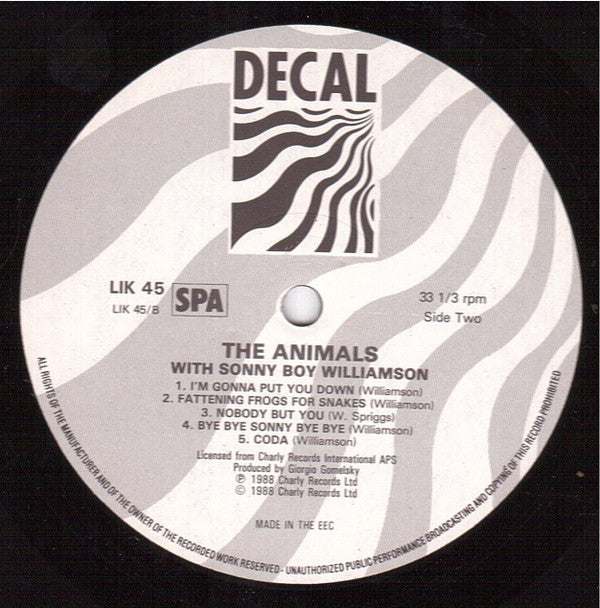 DECAL
LIK 45
LIK 45/B
SPA
33 1/3 rpm
Side Two
THE ANIMALS
WITH SONNY BOY WILLIAMSON
1. I'M GONNA PUT YOU DOWN (Williamson)
2. FATTENING FROGS FOR SNAKES (Williamson)
3. NOBODY BUT YOU (W. Spriggs)
4. BYE BYE SONNY BYE BYE (Williamson)
5. CODA (Williamson)
Licensed from Charly Records International APS
Produced by Giorgio Gomelsky
℗ 1988 Charly Records Ltd
© 1988 Charly Records Ltd
MADE IN THE EEC
ALL RIGHTS OF THE MANUFACTURER AND OF THE OWNER OF THE RECORDED WORK RESERVED - UNAUTHORIZED PUBLIC PERFORMANCE BROADCASTING AND COPYING OF THIS RECORD PROHIBITED